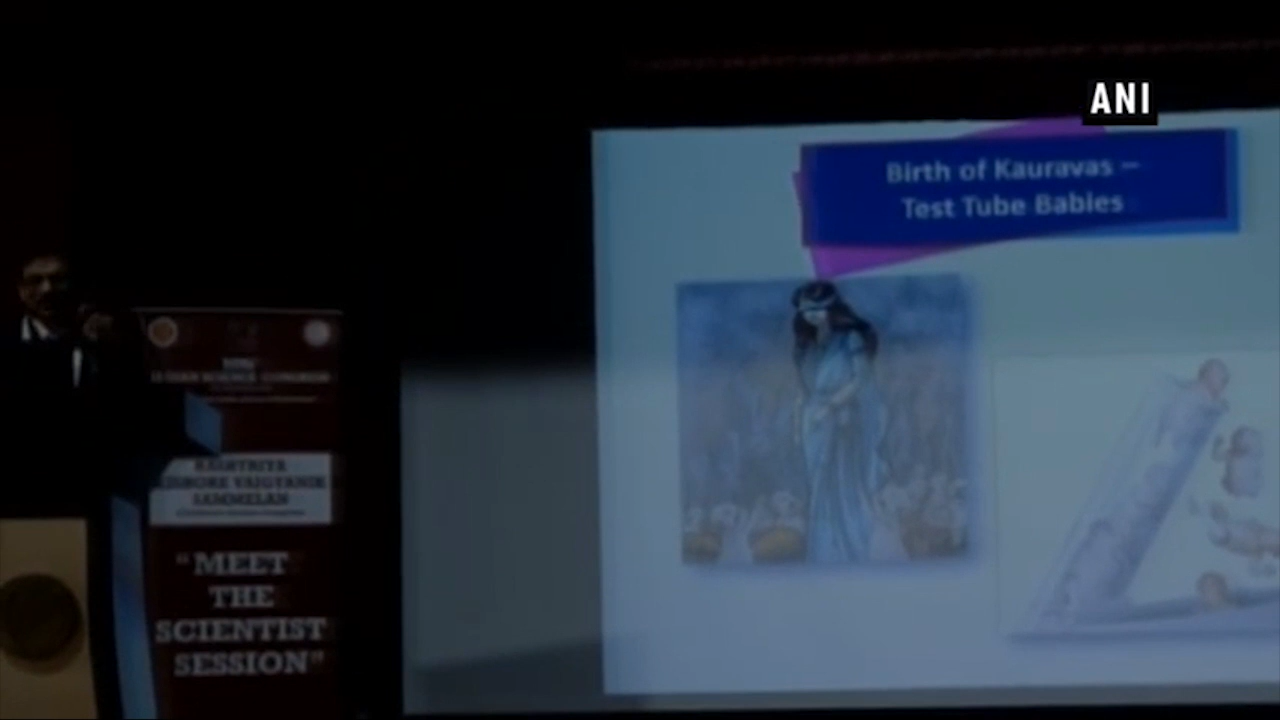 ANI
Birth of Kauravas –
Test Tube Babies
RASHTRIYA
KISHORE VAIGYANIK
SAMMELAN
“MEET
THE
SCIENTIST
SESSION”